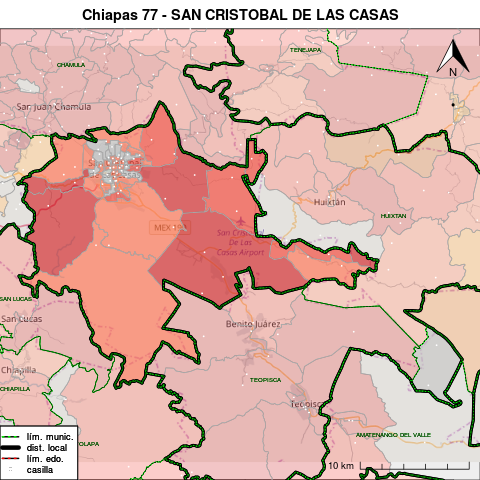 Chiapas 77 - SAN CRISTOBAL DE LAS CASAS
TENEJAPA
CHAMULA
N
San Juan Chamula
Huixtán
HUIXTAN
MEX
San Cristóbal
De Las
Casas Airport
SAN LUCAS
San Lucas
Benito Juárez
Chiapilla
CHIAPILLA
TEOPISCA
Teopisca
AMATENANGO DEL VALLE
OLAPA
lím. munic.
dist. local
lím. edo.
casilla
10 km